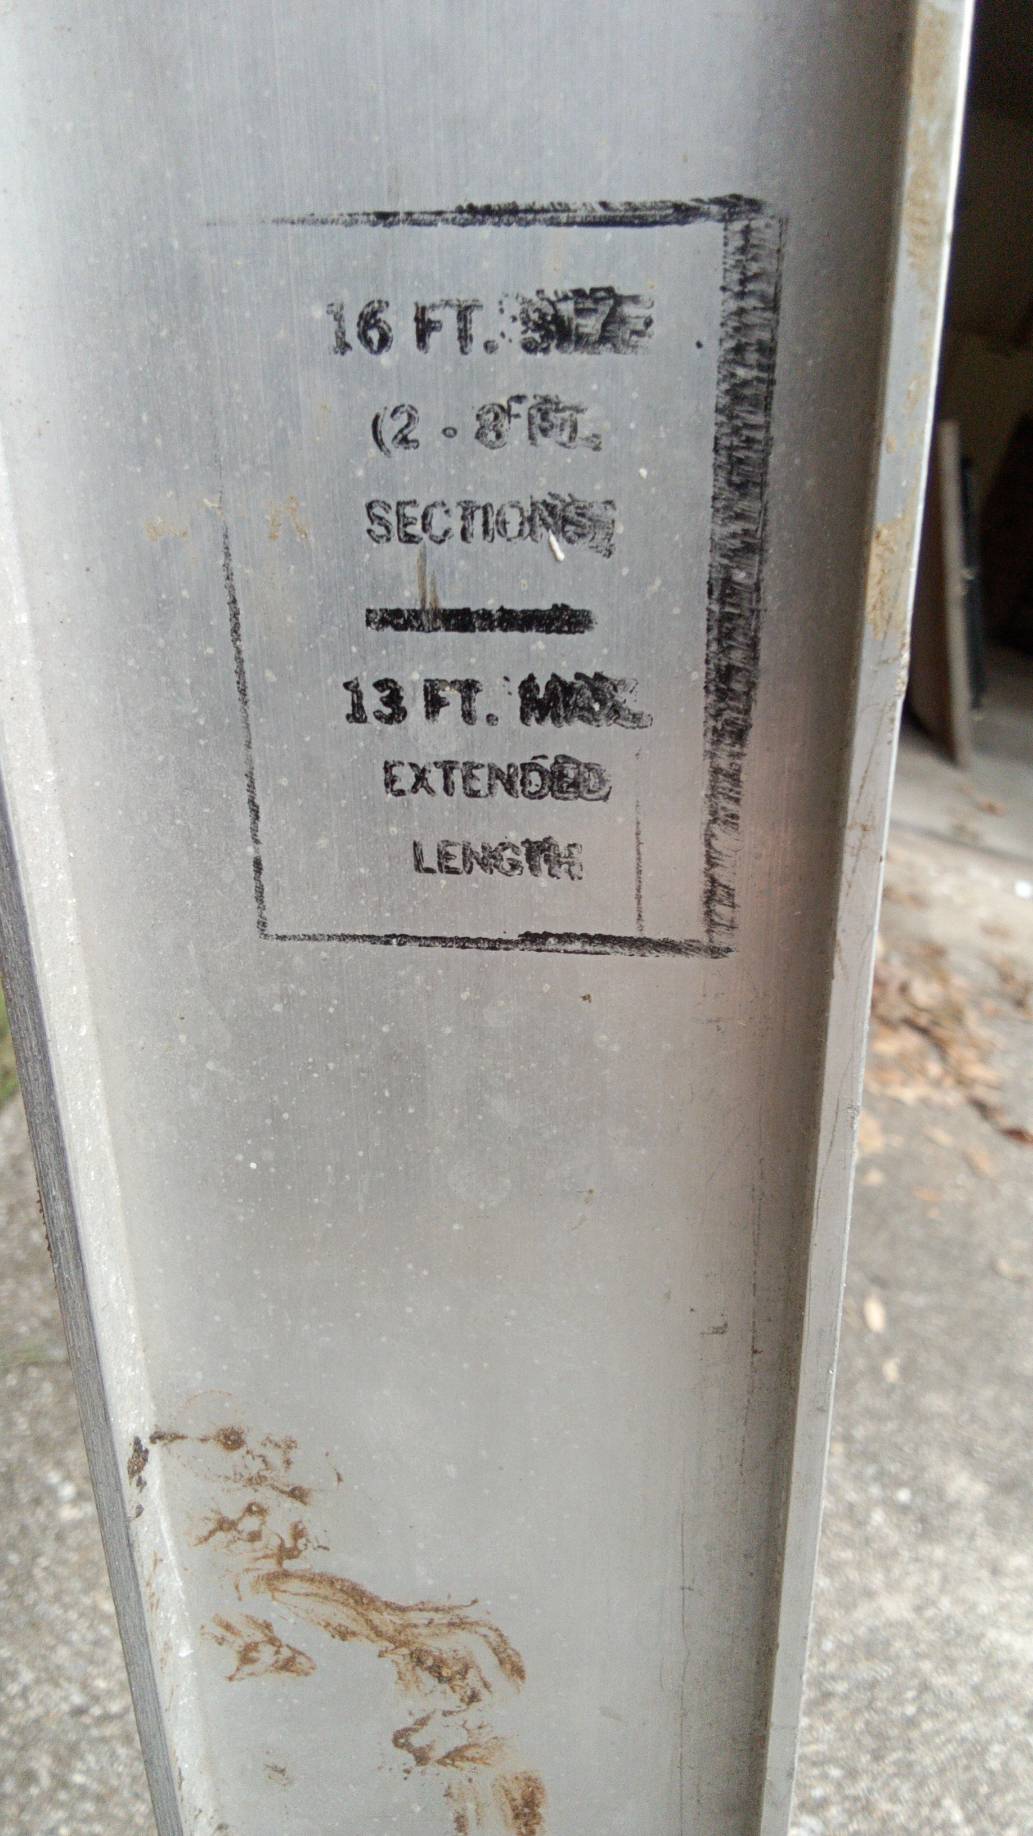 16 FT. SIZE
(2 - 8 FT.
SECTIONS)
13 FT. MAX.
EXTENDED
LENGTH